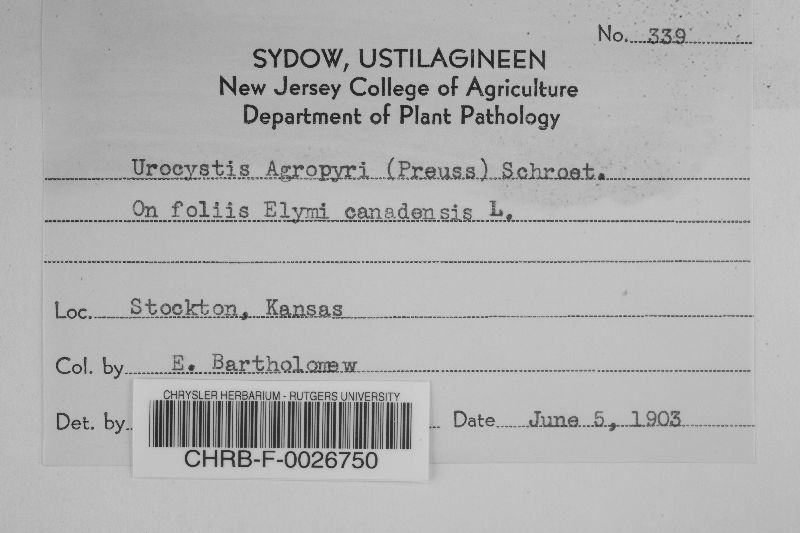 No. 339
SYDOW, USTILAGINEEN
New Jersey College of Agriculture
Department of Plant Pathology
Urocystis Agropyri (Preuss) Schroet.
On foliis Elymi canadensis L.
Loc. Stockton, Kansas
Col. by E. Bartholomew
CHRYSLER HERBARIUM - RUTGERS UNIVERSITY
Det. by Date June 5, 1903
CHRB-F-0026750